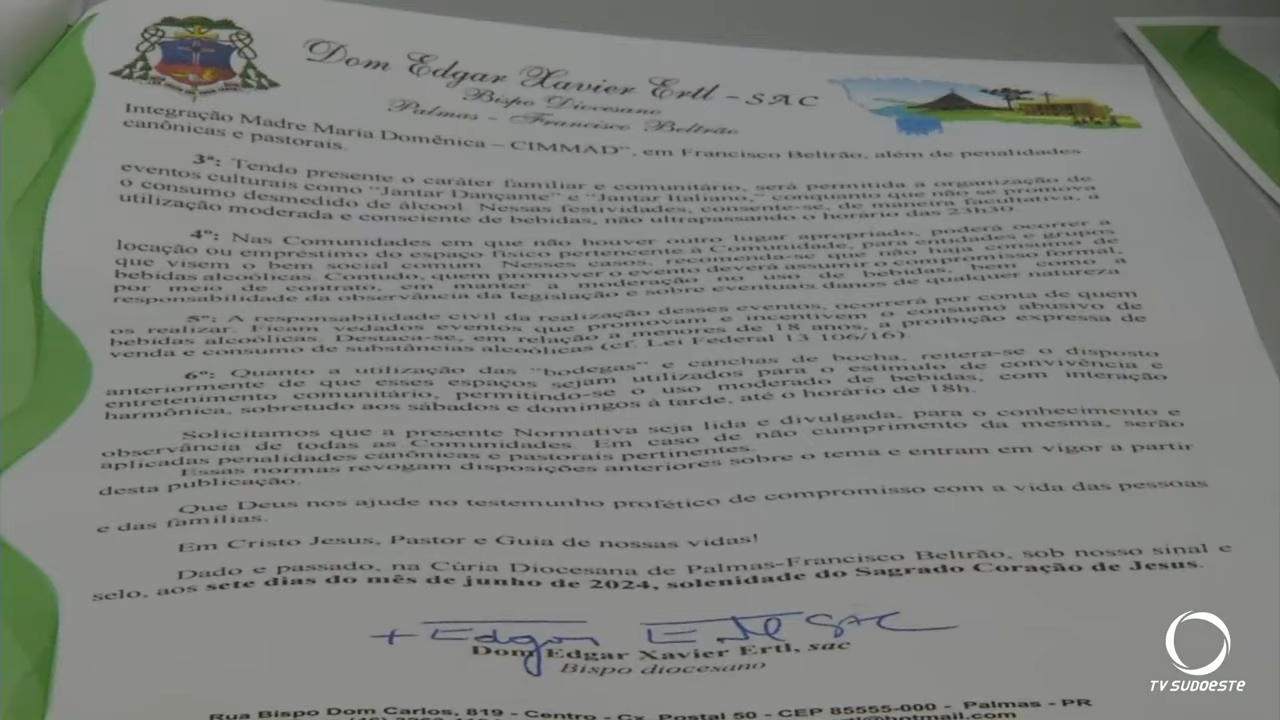 Dom Edgar Xavier Ertl - SAC
Bispo Diocesano
Palmas - Francisco Beltrão
Integração Madre Maria Domênica – CIMMAD", em Francisco Beltrão, além de penalidades
canônicas e pastorais.
3ª: Tendo presente o caráter familiar e comunitário, será permitida a organização de
eventos culturais como "Jantar Dançante" e "Jantar Italiano," conquanto que não se promova
o consumo desmedido de álcool. Nessas festividades, consente-se, de maneira facultativa, a
utilização moderada e consciente de bebidas, não ultrapassando o horário das 23h30.
4ª: Nas Comunidades em que não houver outro lugar apropriado, poderá ocorrer a
locação ou empréstimo do espaço físico pertencente à Comunidade, para entidades e grupos
que visem o bem social comum. Nesses casos, recomenda-se que não haja consumo de
bebidas alcoólicas. Contudo, quem promover o evento deverá assumir o compromisso formal,
por meio de contrato, em manter a moderação no uso de bebidas, bem como a
responsabilidade da observância da legislação e sobre eventuais danos de qualquer natureza
5ª: A responsabilidade civil da realização desses eventos, ocorrerá por conta de quem
os realizar. Ficam vedados eventos que promovam e incentivem o consumo abusivo de
bebidas alcoólicas. Destaca-se, em relação a menores de 18 anos, a proibição expressa de
venda e consumo de substâncias alcoólicas (cf. Lei Federal 13.106/16).
6º: Quanto a utilização das "bodegas" e canchas de bocha, reitera-se o disposto
anteriormente de que esses espaços sejam utilizados para o estímulo de convivência e
entretenimento comunitário, permitindo-se o uso moderado de bebidas, com interação
harmônica, sobretudo aos sábados e domingos à tarde, até o horário de 18h.
Solicitamos que a presente Normativa seja lida e divulgada, para o conhecimento e
observância de todas as Comunidades. Em caso de não cumprimento da mesma, serão
aplicadas penalidades canônicas e pastorais pertinentes.
Essas normas revogam disposições anteriores sobre o tema e entram em vigor a partir
desta publicação.
Que Deus nos ajude no testemunho profético de compromisso com a vida das pessoas
e das famílias.
Em Cristo Jesus, Pastor e Guia de nossas vidas!
Dado e passado, na Cúria Diocesana de Palmas-Francisco Beltrão, sob nosso sinal e
selo, aos sete dias do mês de junho de 2024, solenidade do Sagrado Coração de Jesus.
+ Edgar Ertl SAC
Dom Edgar Xavier Ertl, sac
Bispo diocesano
Rua Bispo Dom Carlos, 819 - Centro - Cx. Postal 50 - CEP 85555-000 - Palmas - PR
TV SUDOESTE